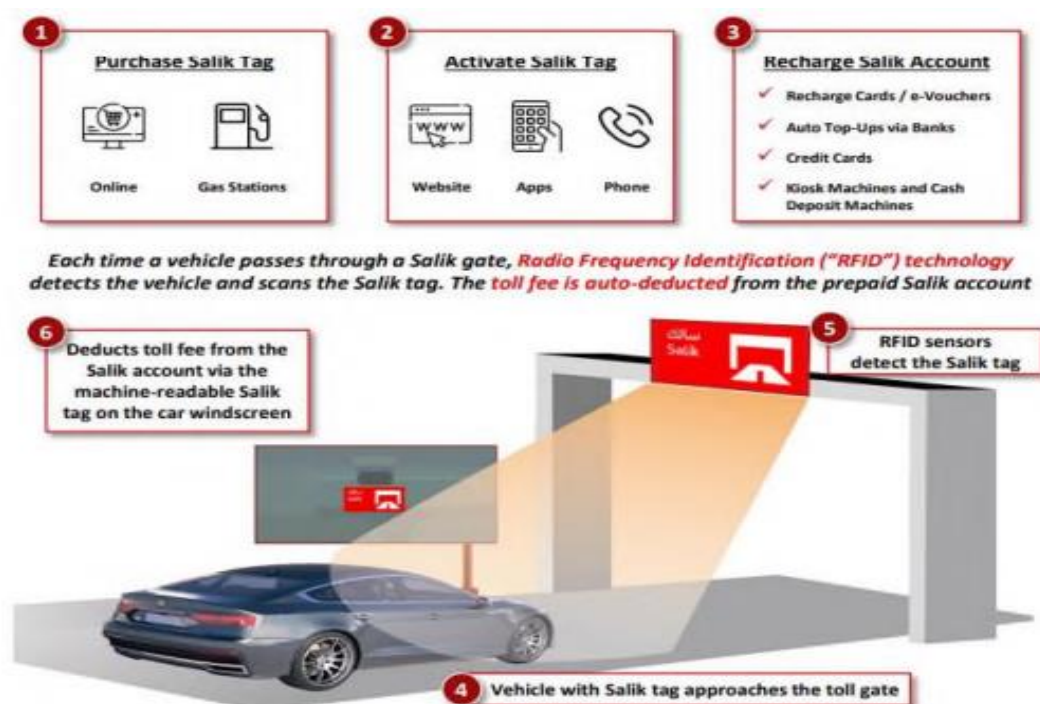 1
Purchase Salik Tag
Online
Gas Stations
2
Activate Salik Tag
www
Website
Apps
Phone
3
Recharge Salik Account
Recharge Cards / e-Vouchers
Auto Top-Ups via Banks
Credit Cards
Kiosk Machines and Cash
Deposit Machines
Each time a vehicle passes through a Salik gate, Radio Frequency Identification ("RFID") technology
detects the vehicle and scans the Salik tag. The toll fee is auto-deducted from the prepaid Salik account
6
Deducts toll fee from the
Salik account via the
machine-readable Salik
tag on the car windscreen
سالك
Salik
5
RFID sensors
detect the Salik tag
4
Vehicle with Salik tag approaches the toll gate